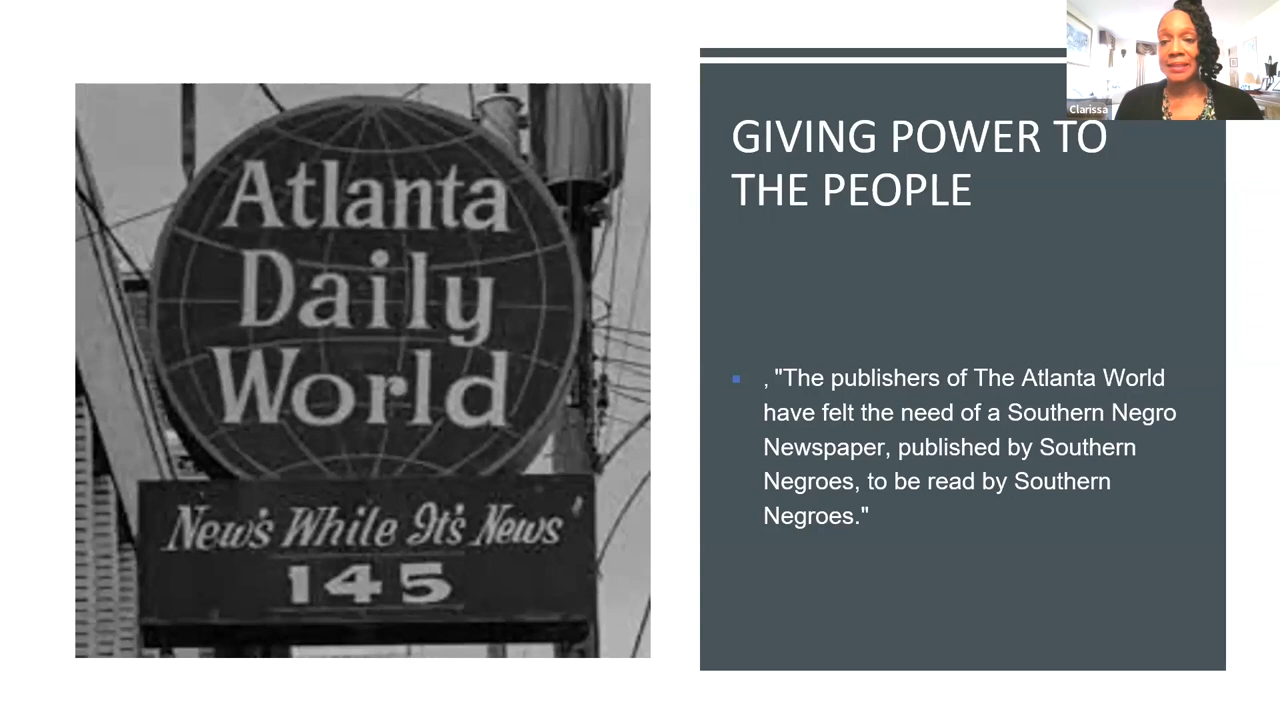 Atlanta
Daily
World
New's While It's News'
145
Clarissa
GIVING POWER TO
THE PEOPLE
, "The publishers of The Atlanta World
have felt the need of a Southern Negro
Newspaper, published by Southern
Negroes, to be read by Southern
Negroes."